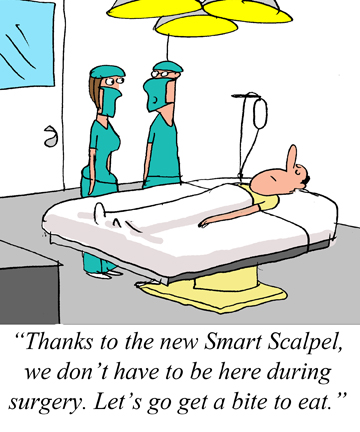 “Thanks to the new Smart Scalpel,
we don’t have to be here during
surgery. Let’s go get a bite to eat.”